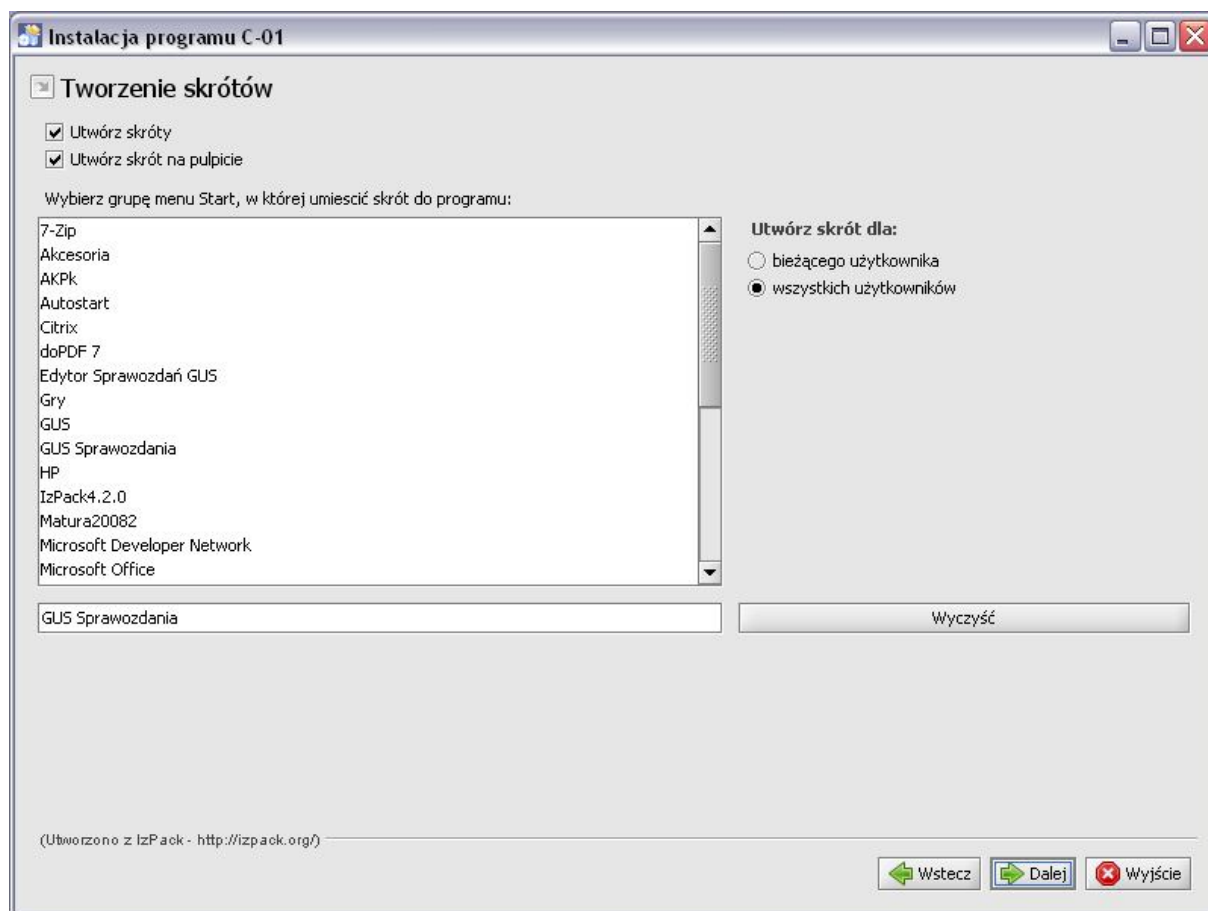 Instalacja programu C-01
Tworzenie skrótów
Utwórz skróty
Utwórz skrót na pulpicie
Wybierz grupę menu Start, w której umiescić skrót do programu:
7-Zip
Akcesoria
AKPk
Autostart
Citrix
doPDF 7
Edytor Sprawozdań GUS
Gry
GUS
GUS Sprawozdania
HP
IzPack4.2.0
Matura20082
Microsoft Developer Network
Microsoft Office
Utwórz skrót dla:
bieżącego użytkownika
wszystkich użytkowników
GUS Sprawozdania
Wyczyść
(Utworzono z IzPack - http://izpack.org/)
Wstecz
Dalej
Wyjście